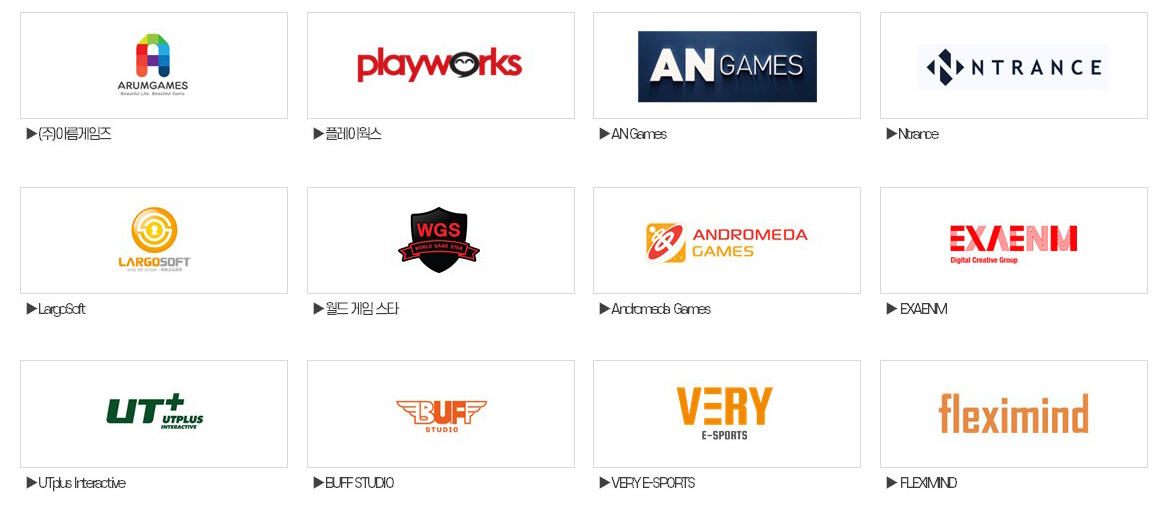 ARUMGAMES
Beautiful Life, Beautiful Game
▶(주)아름게임즈
playworks
▶플레이웍스
AN GAMES
▶AN Games
NTRANCE
▶Ntrance
LARGOSOFT
▶LargoSoft
WGS
WORLD GAME STAR
▶월드 게임 스타
ANDROMEDA
GAMES
▶Andromeda Games
EXAENM
Digital Creative Group
▶ EXAENM
UT+
UTPLUS
INTERACTIVE
▶UTplus Interactive
BUFF
STUDIO
▶BUFF STUDIO
VERY
E-SPORTS
▶VERY E-SPORTS
fleximind
▶ FLEXIMIND